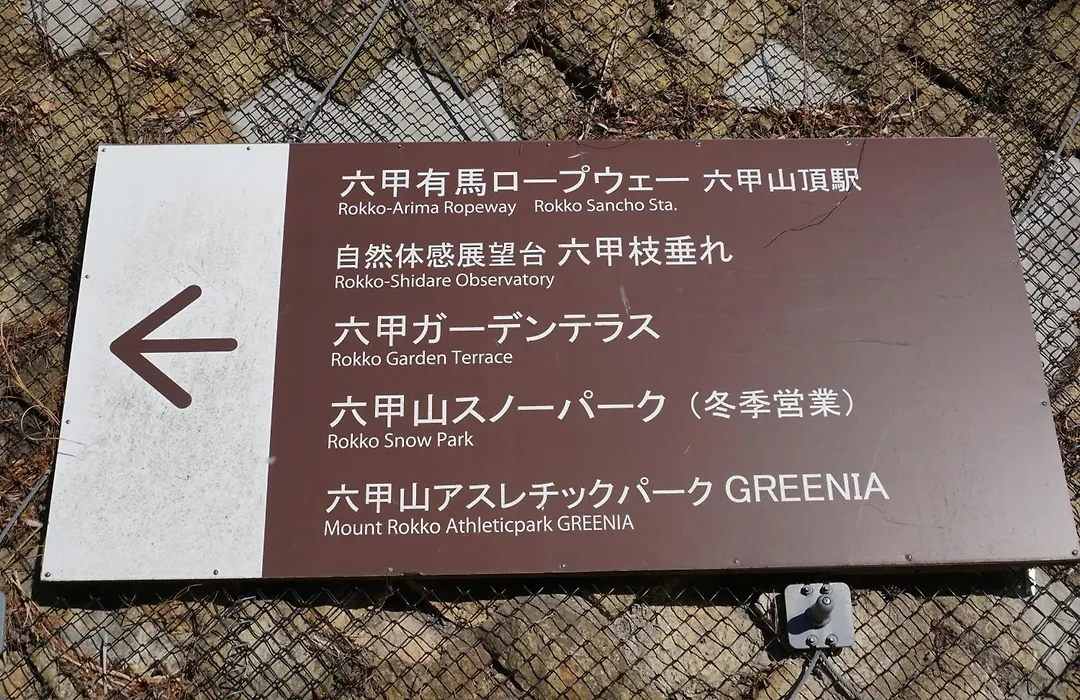 六甲有馬ロープウェー 六甲山頂駅
Rokko-Arima Ropeway Rokko Sancho Sta.
自然体感展望台 六甲枝垂れ
Rokko-Shidare Observatory
六甲ガーデンテラス
Rokko Garden Terrace
六甲山スノーパーク（冬季営業）
Rokko Snow Park
六甲山アスレチックパーク GREENIA
Mount Rokko Athleticpark GREENIA